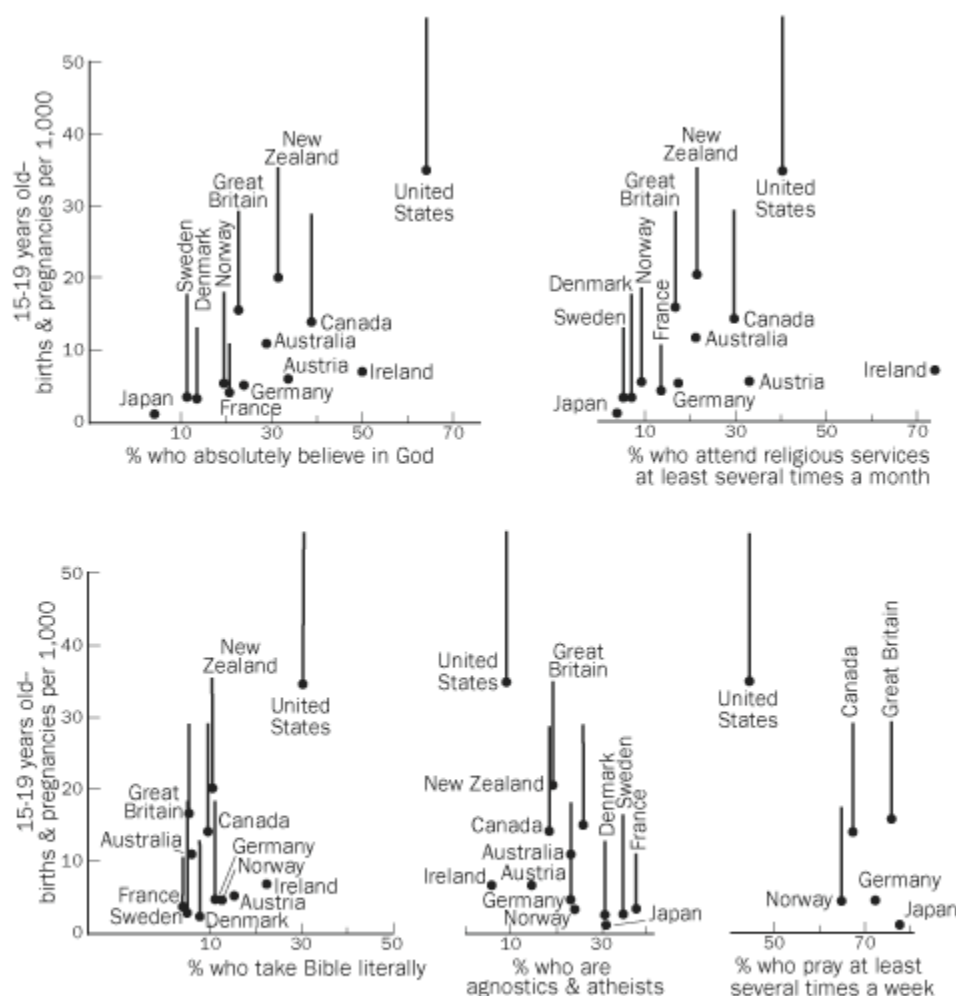 15-19 years old–
births & pregnancies per 1,000
50
40
30
20
10
0
Sweden
Denmark
Norway
Great
Britain
New
Zealand
United
States
Canada
Australia
Austria
Ireland
Germany
France
Japan
10
30
50
70
% who absolutely believe in God
New
Zealand
Great
Britain
Norway
Denmark
Sweden
France
United
States
Canada
Australia
Ireland
Austria
Germany
Japan
10
30
50
70
% who attend religious services
at least several times a month
15-19 years old–
births & pregnancies per 1,000
50
40
30
20
10
0
New
Zealand
United
States
Great
Britain
Canada
Australia
Germany
Norway
Ireland
Austria
France
Sweden
Denmark
10
30
50
% who take Bible literally
United
States
Great
Britain
New Zealand
Canada
Denmark
Sweden
France
Australia
Austria
Ireland
Germany
Norway
Japan
10
30
% who are
agnostics & atheists
United
States
Canada
Great Britain
Norway
Germany
Japan
50
70
% who pray at least
several times a week